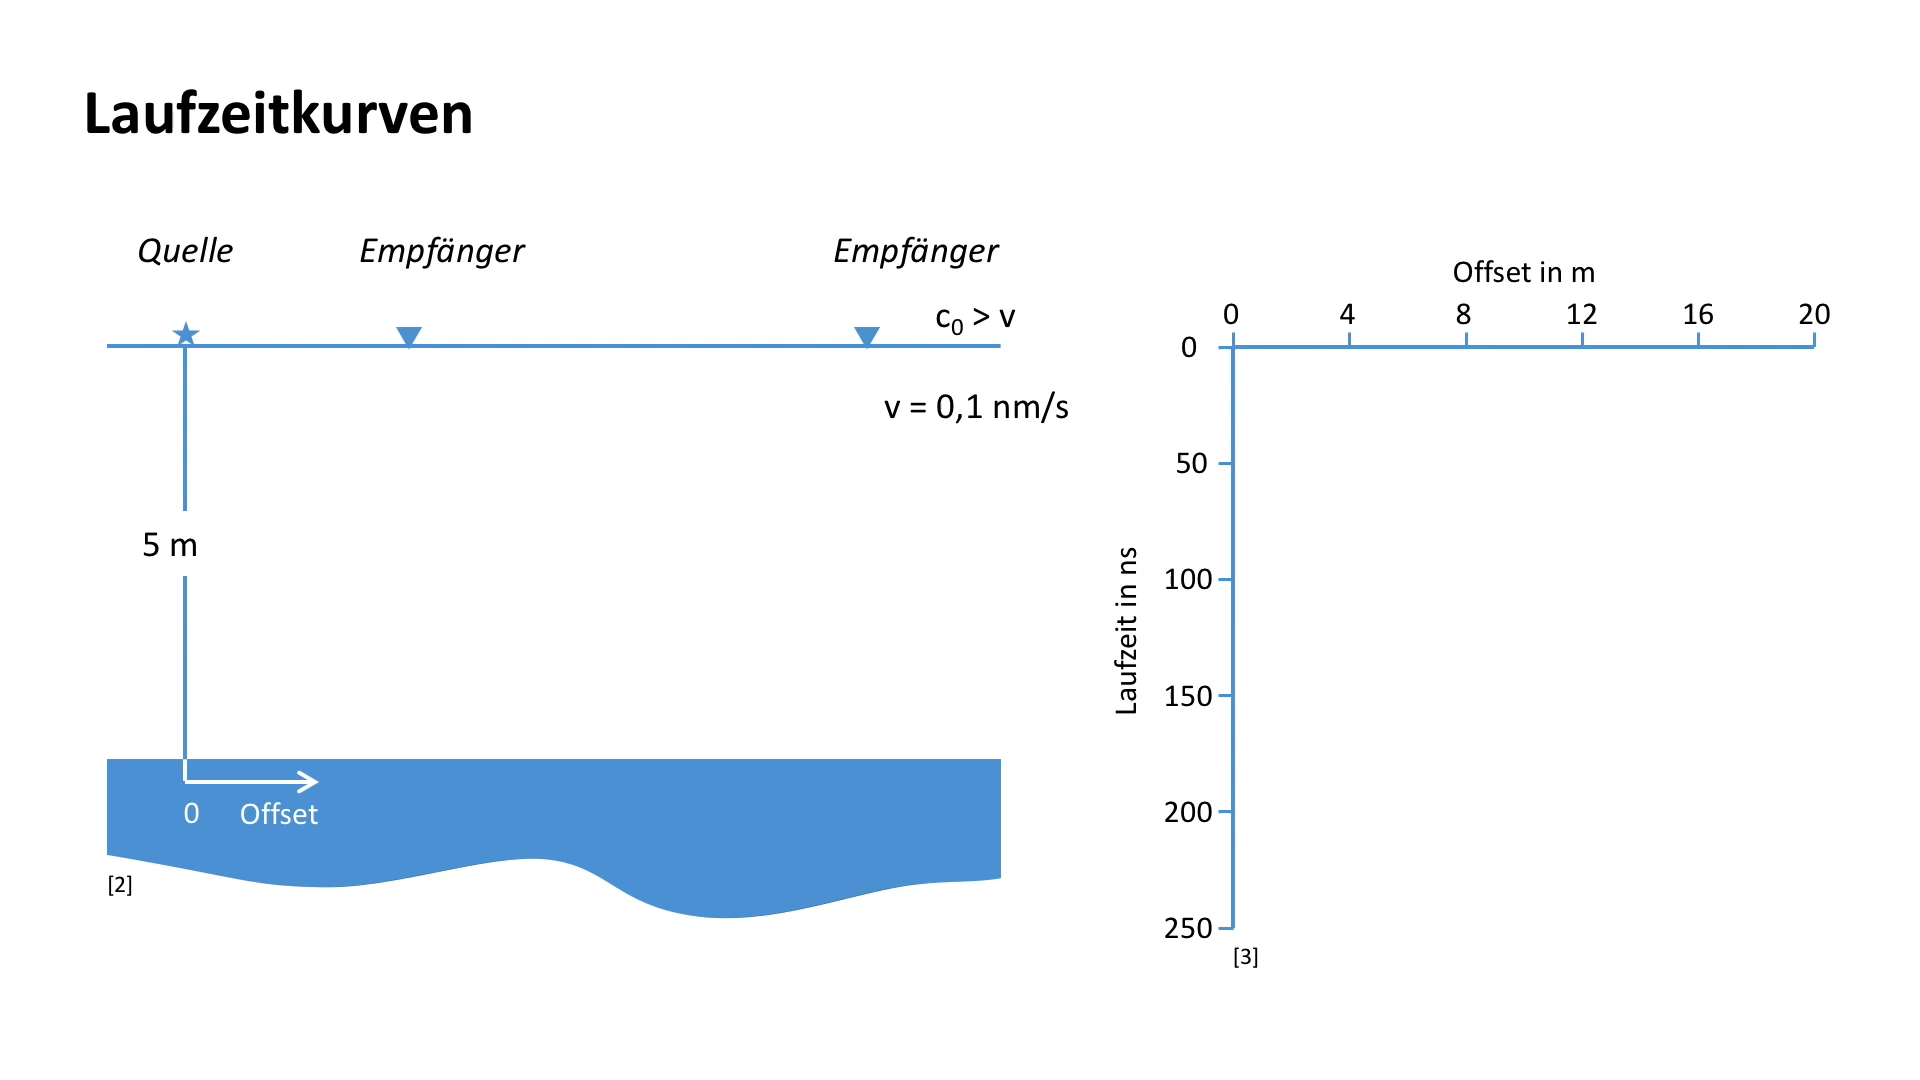 Laufzeitkurven
Quelle
Empfänger
Empfänger
c₀ > v
v = 0,1 nm/s
5 m
0 Offset
[2]
Offset in m
0 4 8 12 16 20
Laufzeit in ns
0
50
100
150
200
250
[3]